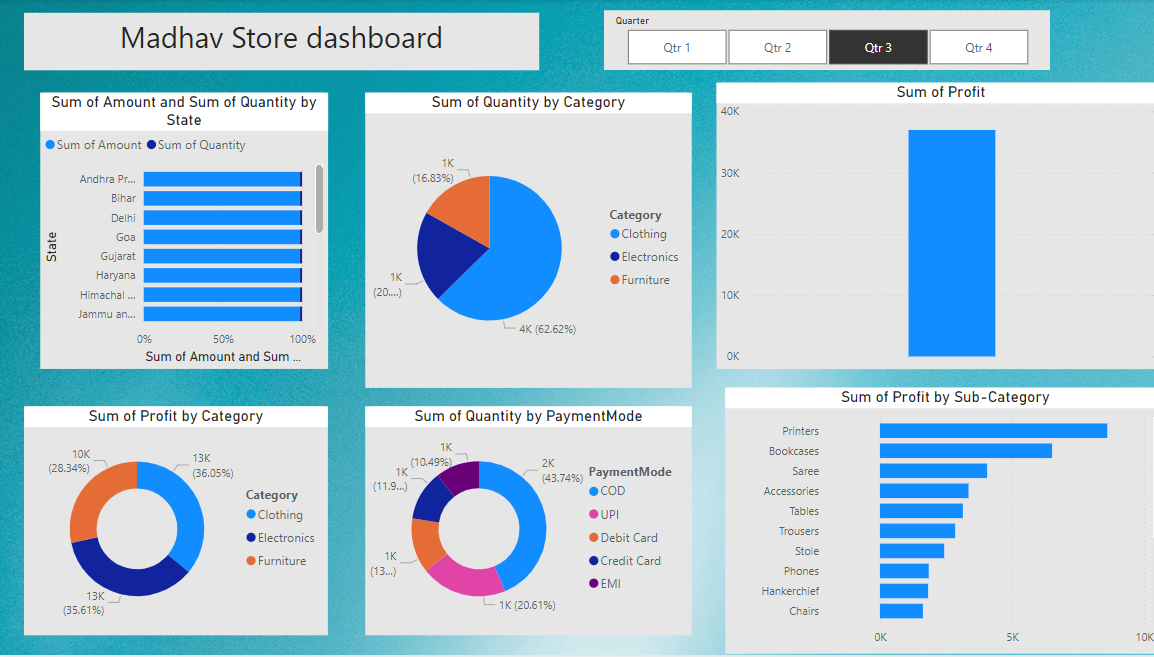 Madhav Store dashboard
Quarter
Qtr 1
Qtr 2
Qtr 3
Qtr 4
Sum of Amount and Sum of Quantity by
State
Sum of Amount
Sum of Quantity
State
Andhra Pr...
Bihar
Delhi
Goa
Gujarat
Haryana
Himachal ...
Jammu an...
0%
50%
100%
Sum of Amount and Sum ...
Sum of Quantity by Category
1K
(16.83%)
1K
(20....)
4K (62.62%)
Category
Clothing
Electronics
Furniture
Sum of Profit
40K
30K
20K
10K
0K
Sum of Profit by Category
10K
(28.34%)
13K
(36.05%)
13K
(35.61%)
Category
Clothing
Electronics
Furniture
Sum of Quantity by PaymentMode
1K
(10.49%)
1K
(11.9...)
1K
(13...)
2K
(43.74%)
1K (20.61%)
PaymentMode
COD
UPI
Debit Card
Credit Card
EMI
Sum of Profit by Sub-Category
Printers
Bookcases
Saree
Accessories
Tables
Trousers
Stole
Phones
Hankerchief
Chairs
0K
5K
10K